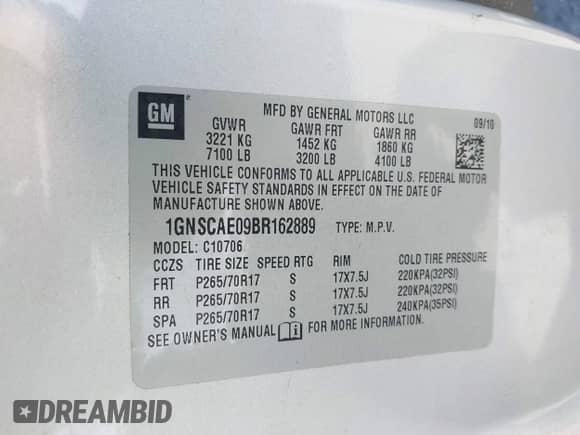 GM
MFD BY GENERAL MOTORS LLC
09/10
GVWR GAWR FRT GAWR RR
3221 KG 1452 KG 1860 KG
7100 LB 3200 LB 4100 LB
THIS VEHICLE CONFORMS TO ALL APPLICABLE U.S. FEDERAL MOTOR
VEHICLE SAFETY STANDARDS IN EFFECT ON THE DATE OF
MANUFACTURE SHOWN ABOVE.
1GNSCAE09BR162889 TYPE: M.P.V.
MODEL: C10706
CCZS TIRE SIZE SPEED RTG RIM COLD TIRE PRESSURE
FRT P265/70R17 S 17X7.5J 220KPA(32PSI)
RR P265/70R17 S 17X7.5J 220KPA(32PSI)
SPA P265/70R17 S 17X7.5J 240KPA(35PSI)
SEE OWNER'S MANUAL i FOR MORE INFORMATION.
DREAMBID